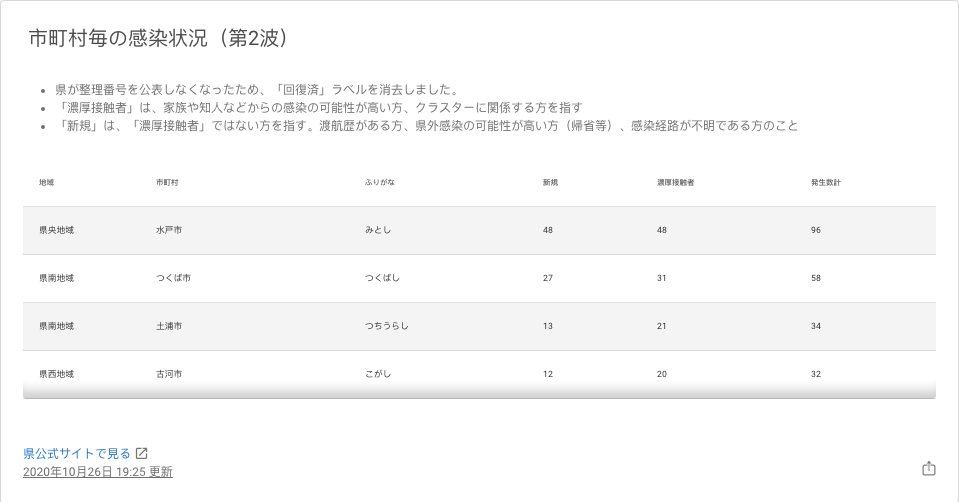 市町村毎の感染状況（第2波）
県が整理番号を公表しなくなったため、「回復済」ラベルを消去しました。
「濃厚接触者」は、家族や知人などからの感染の可能性が高い方、クラスターに関係する方を指す
「新規」は、「濃厚接触者」ではない方を指す。渡航歴がある方、県外感染の可能性が高い方（帰省等）、感染経路が不明である方のこと
地域 市町村 ふりがな 新規 濃厚接触者 発生数計
県央地域 水戸市 みとし 48 48 96
県南地域 つくば市 つくばし 27 31 58
県南地域 土浦市 つちうらし 13 21 34
県西地域 古河市 こがし 12 20 32
県公式サイトで見る
2020年10月26日 19:25 更新